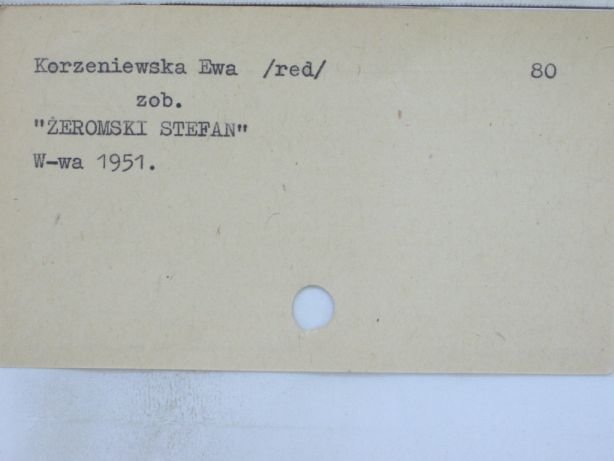 Korzeniewska Ewa /red/ 80
zob.
"ŻEROMSKI STEFAN"
W-wa 1951.